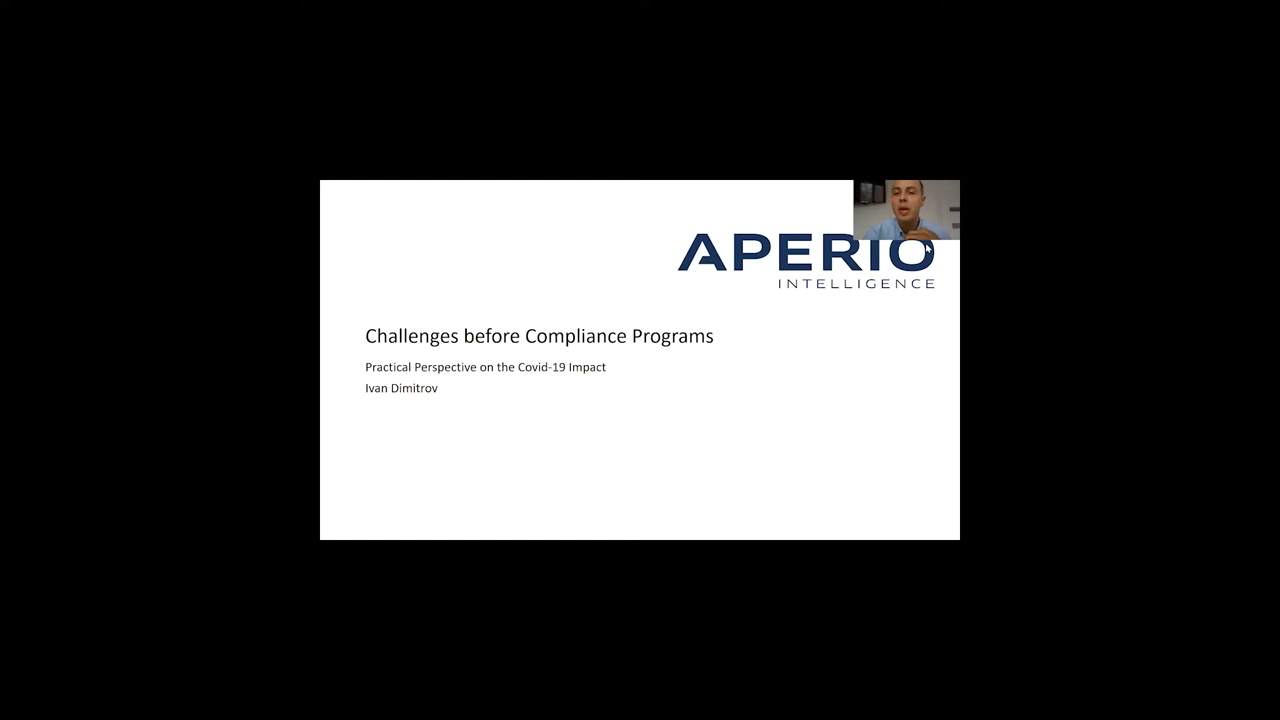 APERIO
INTELLIGENCE
Challenges before Compliance Programs
Practical Perspective on the Covid-19 Impact
Ivan Dimitrov